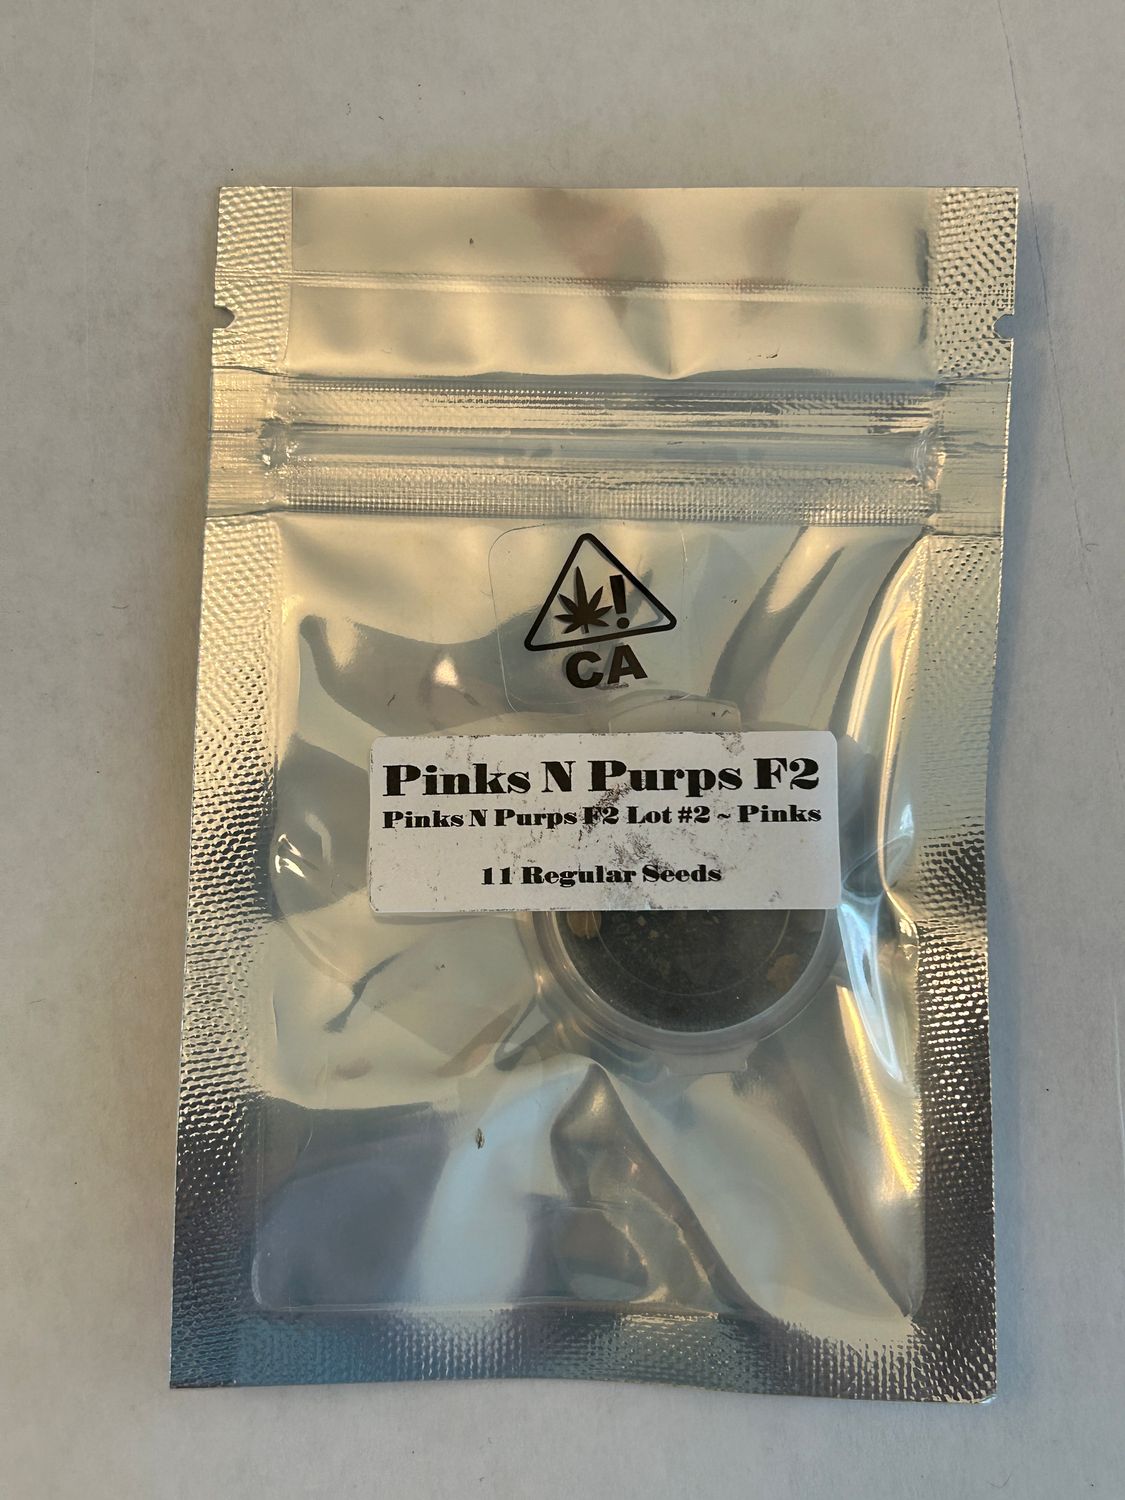 !
CA
Pinks N Purps F2
Pinks N Purps F2 Lot #2 ~ Pinks
11 Regular Seeds